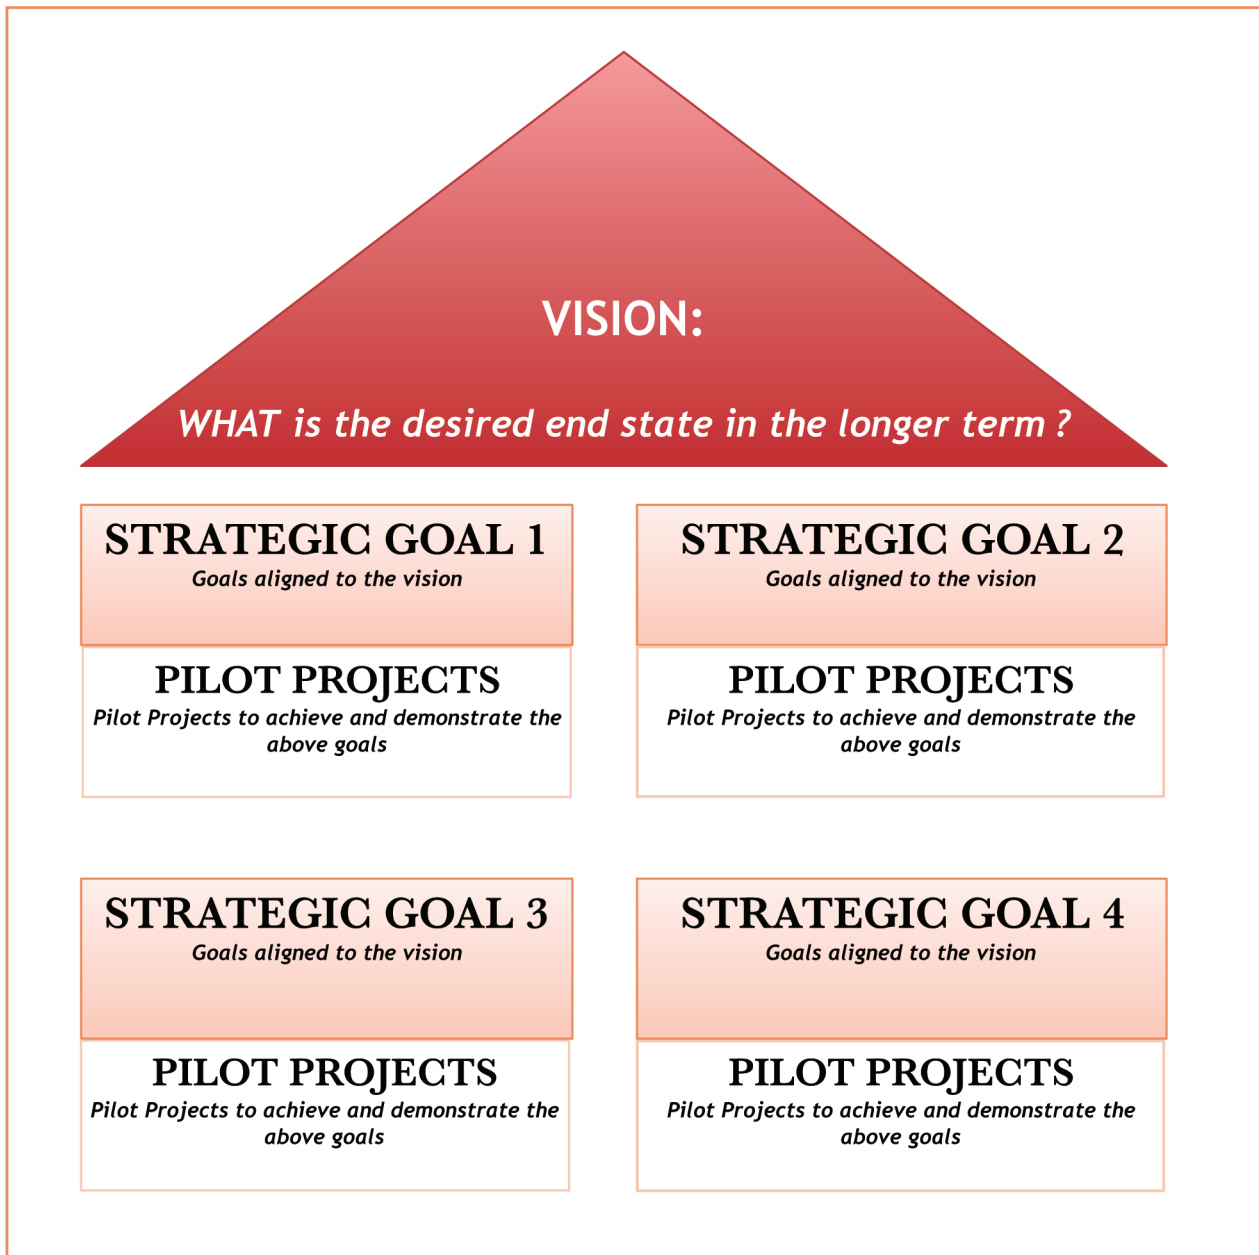 VISION:
WHAT is the desired end state in the longer term ?
STRATEGIC GOAL 1
Goals aligned to the vision
PILOT PROJECTS
Pilot Projects to achieve and demonstrate the
above goals
STRATEGIC GOAL 2
Goals aligned to the vision
PILOT PROJECTS
Pilot Projects to achieve and demonstrate the
above goals
STRATEGIC GOAL 3
Goals aligned to the vision
PILOT PROJECTS
Pilot Projects to achieve and demonstrate the
above goals
STRATEGIC GOAL 4
Goals aligned to the vision
PILOT PROJECTS
Pilot Projects to achieve and demonstrate the
above goals